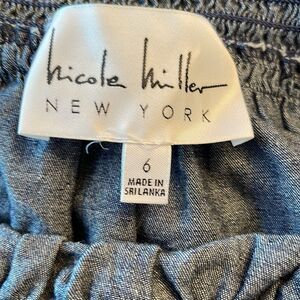 nicole miller
NEW YORK
6
MADE IN
SRI LANKA